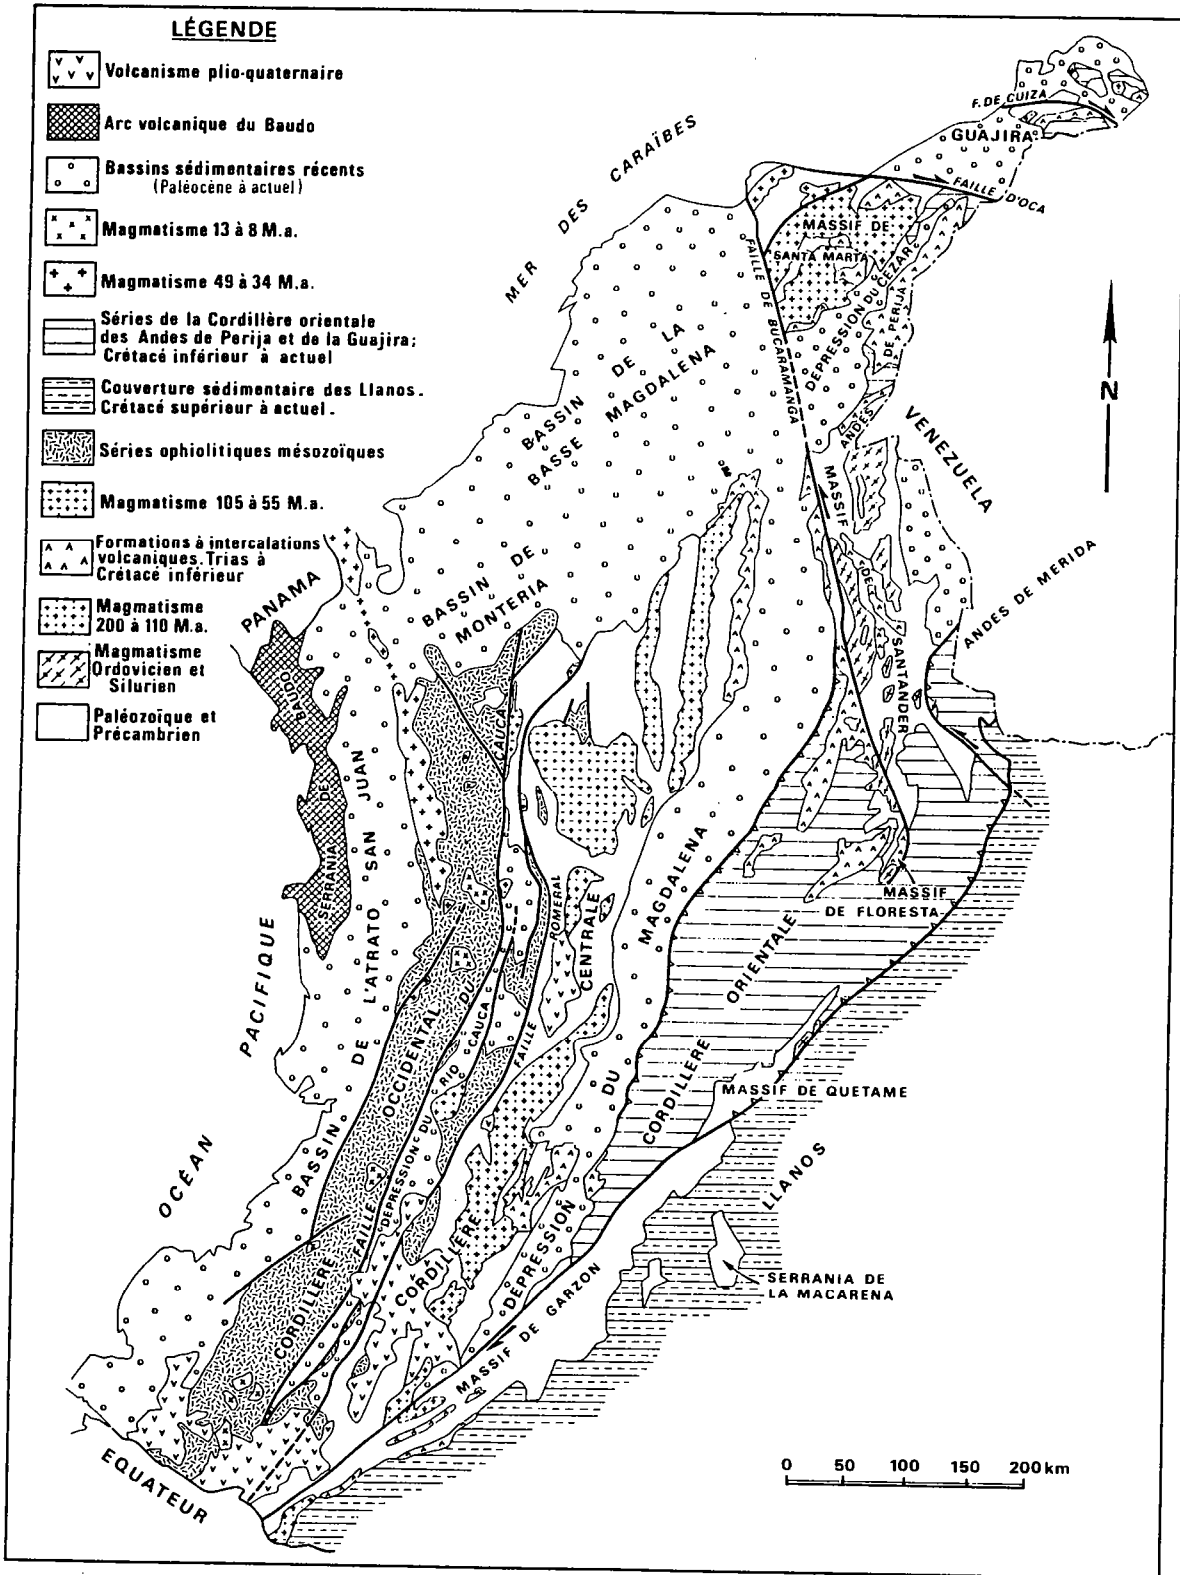 LÉGENDE
Volcanisme plio-quaternaire
Arc volcanique du Baudo
Bassins sédimentaires récents
(Paléocène à actuel)
Magmatisme 13 à 8 M.a.
Magmatisme 49 à 34 M.a.
Séries de la Cordillère orientale
des Andes de Perija et de la Guajira;
Crétacé inférieur à actuel
Couverture sédimentaire des Llanos.
Crétacé supérieur à actuel.
Séries ophiolitiques mésozoïques
Magmatisme 105 à 55 M.a.
Formations à intercalations
volcaniques. Trias à
Crétacé inférieur
Magmatisme
200 à 110 M.a.
Magmatisme
Ordovicien et
Silurien
Paléozoïque et
Précambrien
MER DES CARAÏBES
F. DE CUIZA
GUAJIRA
FAILLE D'OCA
MASSIF DE
SANTA MARTA
FAILLE DE BUCARAMANGA
DEPRESSION DU CEZAR
ANDES DE PERIJA
VENEZUELA
N
BASSIN DE LA
BASSE MAGDALENA
BASSIN DE
MONTERIA
PANAMA
MASSIF DE SANTANDER
ANDES DE MERIDA
SERRANIA DE BAUDO
BASSIN DE L'ATRATO SAN JUAN
CAUCA
ROMERAL
FAILLE
CORDILLÈRE CENTRALE
DEPRESSION DU MAGDALENA
CORDILLÈRE ORIENTALE
MASSIF
DE FLORESTA
OCÉAN PACIFIQUE
CORDILLÈRE OCCIDENTALE
FAILLE DU
DEPRESSION DU RIO CAUCA
MASSIF DE QUETAME
LLANOS
SERRANIA DE
LA MACARENA
MASSIF DE GARZON
EQUATEUR
0 50 100 150 200 km